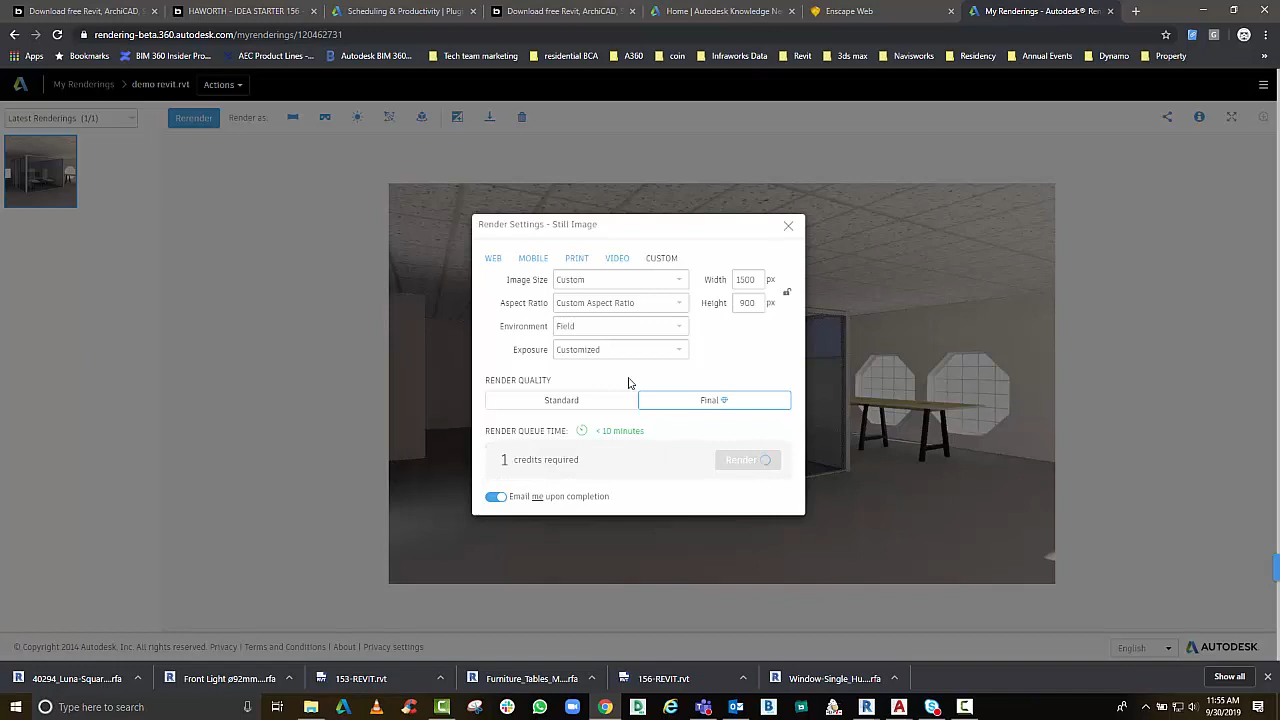 Download free Revit, ArchiCAD, S
HAWORTH - IDEA STARTER 156 -
Scheduling & Productivity | Plug
Download free Revit, ArchiCAD, S
Home | Autodesk Knowledge Ne
Enscape Web
My Renderings - Autodesk® Ren
rendering-beta.360.autodesk.com/myrenderings/120462731
Apps
Bookmarks
BIM 360 Insider Pro...
AEC Product Lines -...
Autodesk BIM 360...
Tech team marketing
residential BCA
A360
coin
Infraworks Data
Revit
3ds max
Navisworks
Residency
Annual Events
Dynamo
Property
»
My Renderings > demo revit.rvt
Actions
Latest Renderings (1/1)
Rerender
Render as:
Render Settings - Still Image
WEB MOBILE PRINT VIDEO CUSTOM
Image Size Custom Width 1500 px
Aspect Ratio Custom Aspect Ratio Height 900 px
Environment Field
Exposure Customized
RENDER QUALITY
Standard Final
RENDER QUEUE TIME: < 10 minutes
1 credits required Render
Email me upon completion
© Copyright 2014 Autodesk, Inc. All rights reserved. Privacy | Terms and Conditions | About | Privacy settings
English
AUTODESK.
40294_Luna-Squar....rfa
Front Light ø92mm....rfa
153-REVIT.rvt
Furniture_Tables_M....rfa
156-REVIT.rvt
Window-Single_Hu....rfa
Show all
Type here to search
11:55 AM
9/30/2019